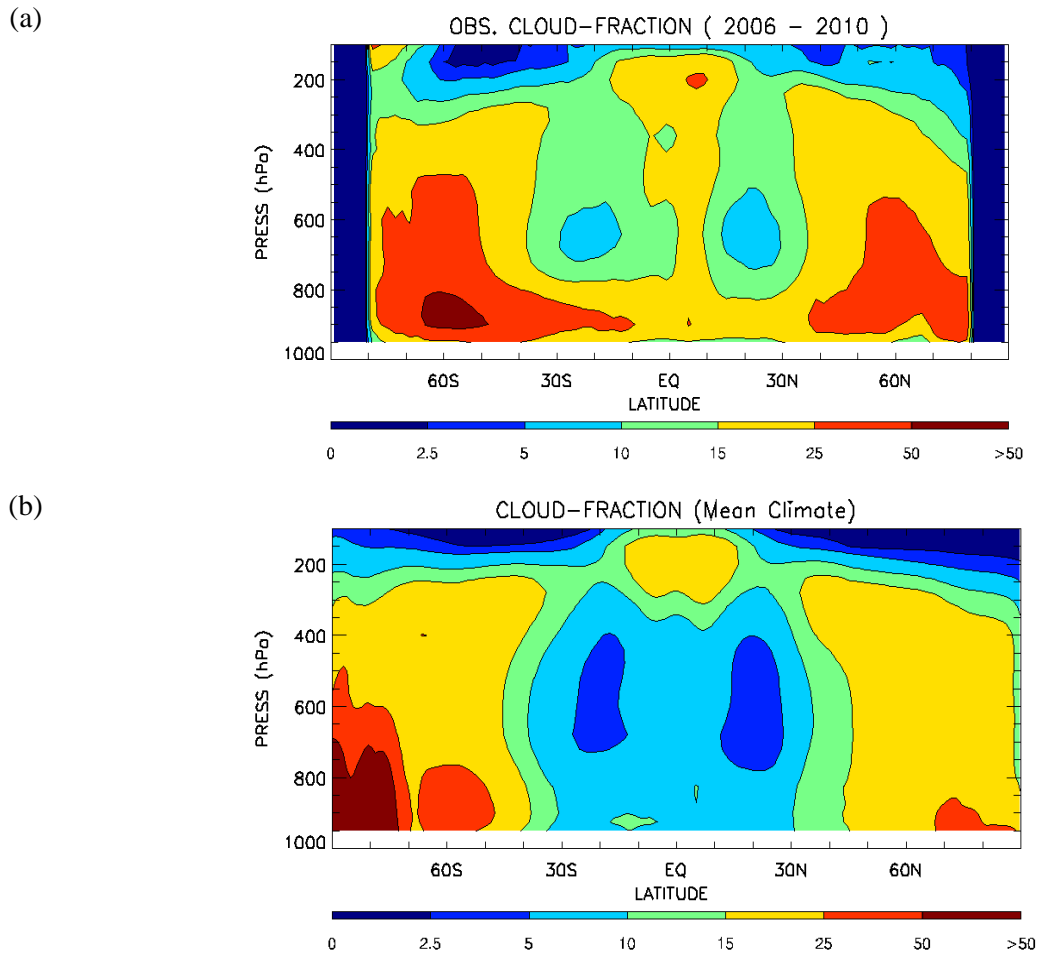 (a)
OBS. CLOUD-FRACTION ( 2006 - 2010 )
PRESS (hPa)
200
400
600
800
1000
60S 30S EQ 30N 60N
LATITUDE
0 2.5 5 10 15 25 50 >50
(b)
CLOUD-FRACTION (Mean Climate)
PRESS (hPa)
200
400
600
800
1000
60S 30S EQ 30N 60N
LATITUDE
0 2.5 5 10 15 25 50 >50